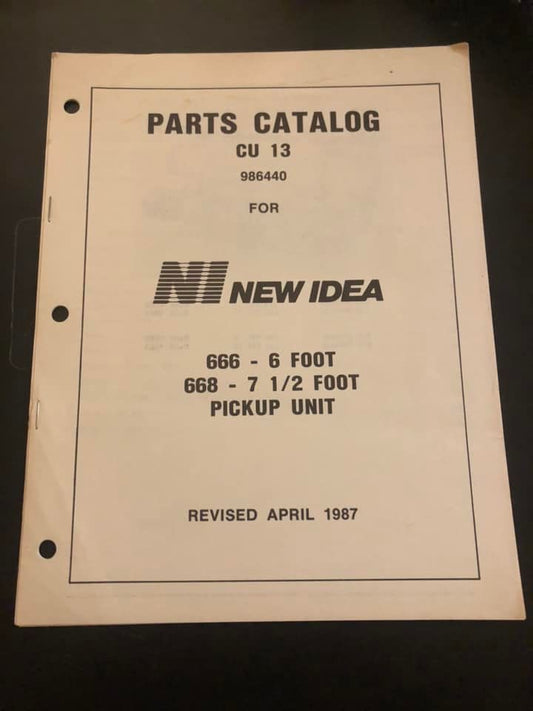 PARTS CATALOG
CU 13
986440
FOR
NI NEW IDEA
666 - 6 FOOT
668 - 7 1/2 FOOT
PICKUP UNIT
REVISED APRIL 1987